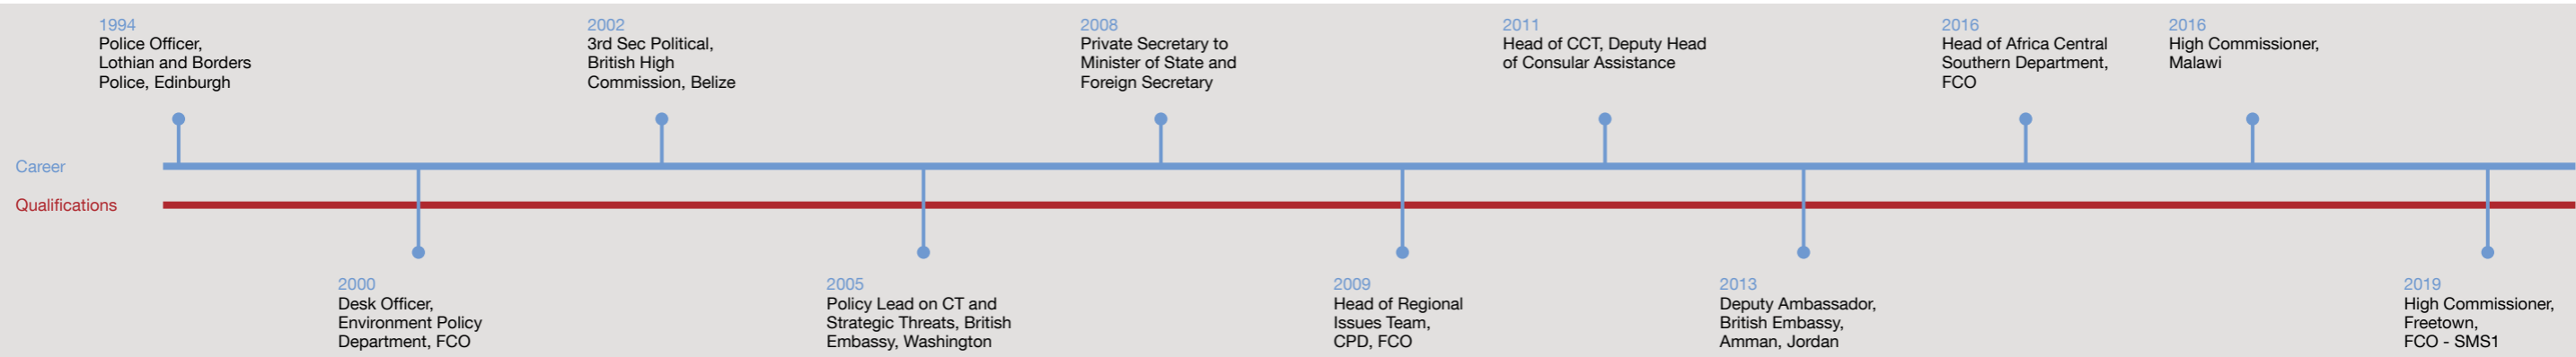 1994
Police Officer,
Lothian and Borders
Police, Edinburgh
2002
3rd Sec Political,
British High
Commission, Belize
2008
Private Secretary to
Minister of State and
Foreign Secretary
2011
Head of CCT, Deputy Head
of Consular Assistance
2016
Head of Africa Central
Southern Department,
FCO
2016
High Commissioner,
Malawi
Career
Qualifications
2000
Desk Officer,
Environment Policy
Department, FCO
2005
Policy Lead on CT and
Strategic Threats, British
Embassy, Washington
2009
Head of Regional
Issues Team,
CPD, FCO
2013
Deputy Ambassador,
British Embassy,
Amman, Jordan
2019
High Commissioner,
Freetown,
FCO - SMS1